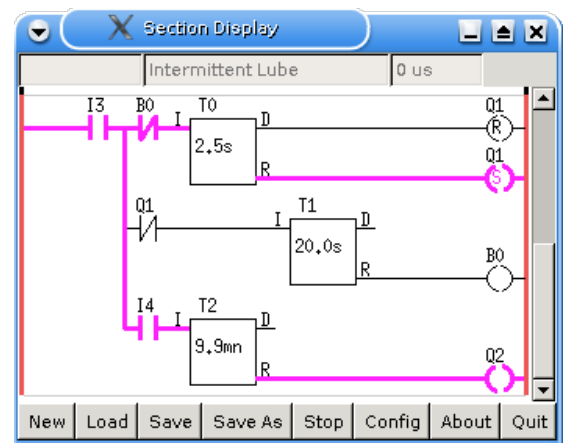 Section Display
Intermittent Lube 0 us
I3 B0 T0 Q1
I D (R)
2.5s Q1
R (S)
Q1 T1
I D
20.0s B0
R
I4 T2
I D
9.9mn Q2
R
New Load Save Save As Stop Config About Quit